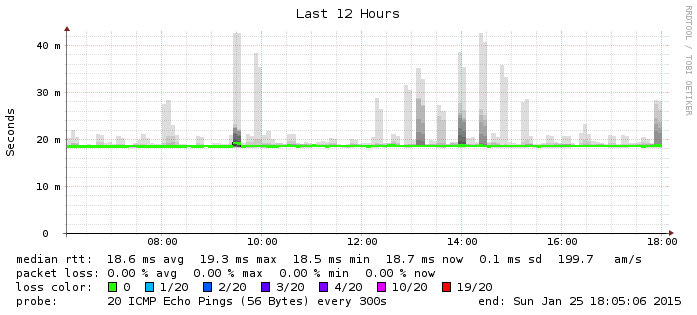 Last 12 Hours
RRDTOOL / TOBI OETIKER
Seconds
40 m
30 m
20 m
10 m
0
08:00 10:00 12:00 14:00 16:00 18:00
median rtt: 18.6 ms avg 19.3 ms max 18.5 ms min 18.7 ms now 0.1 ms sd 199.7 am/s
packet loss: 0.00 % avg 0.00 % max 0.00 % min 0.00 % now
loss color: 0 1/20 2/20 3/20 4/20 10/20 19/20
probe: 20 ICMP Echo Pings (56 Bytes) every 300s end: Sun Jan 25 18:05:06 2015